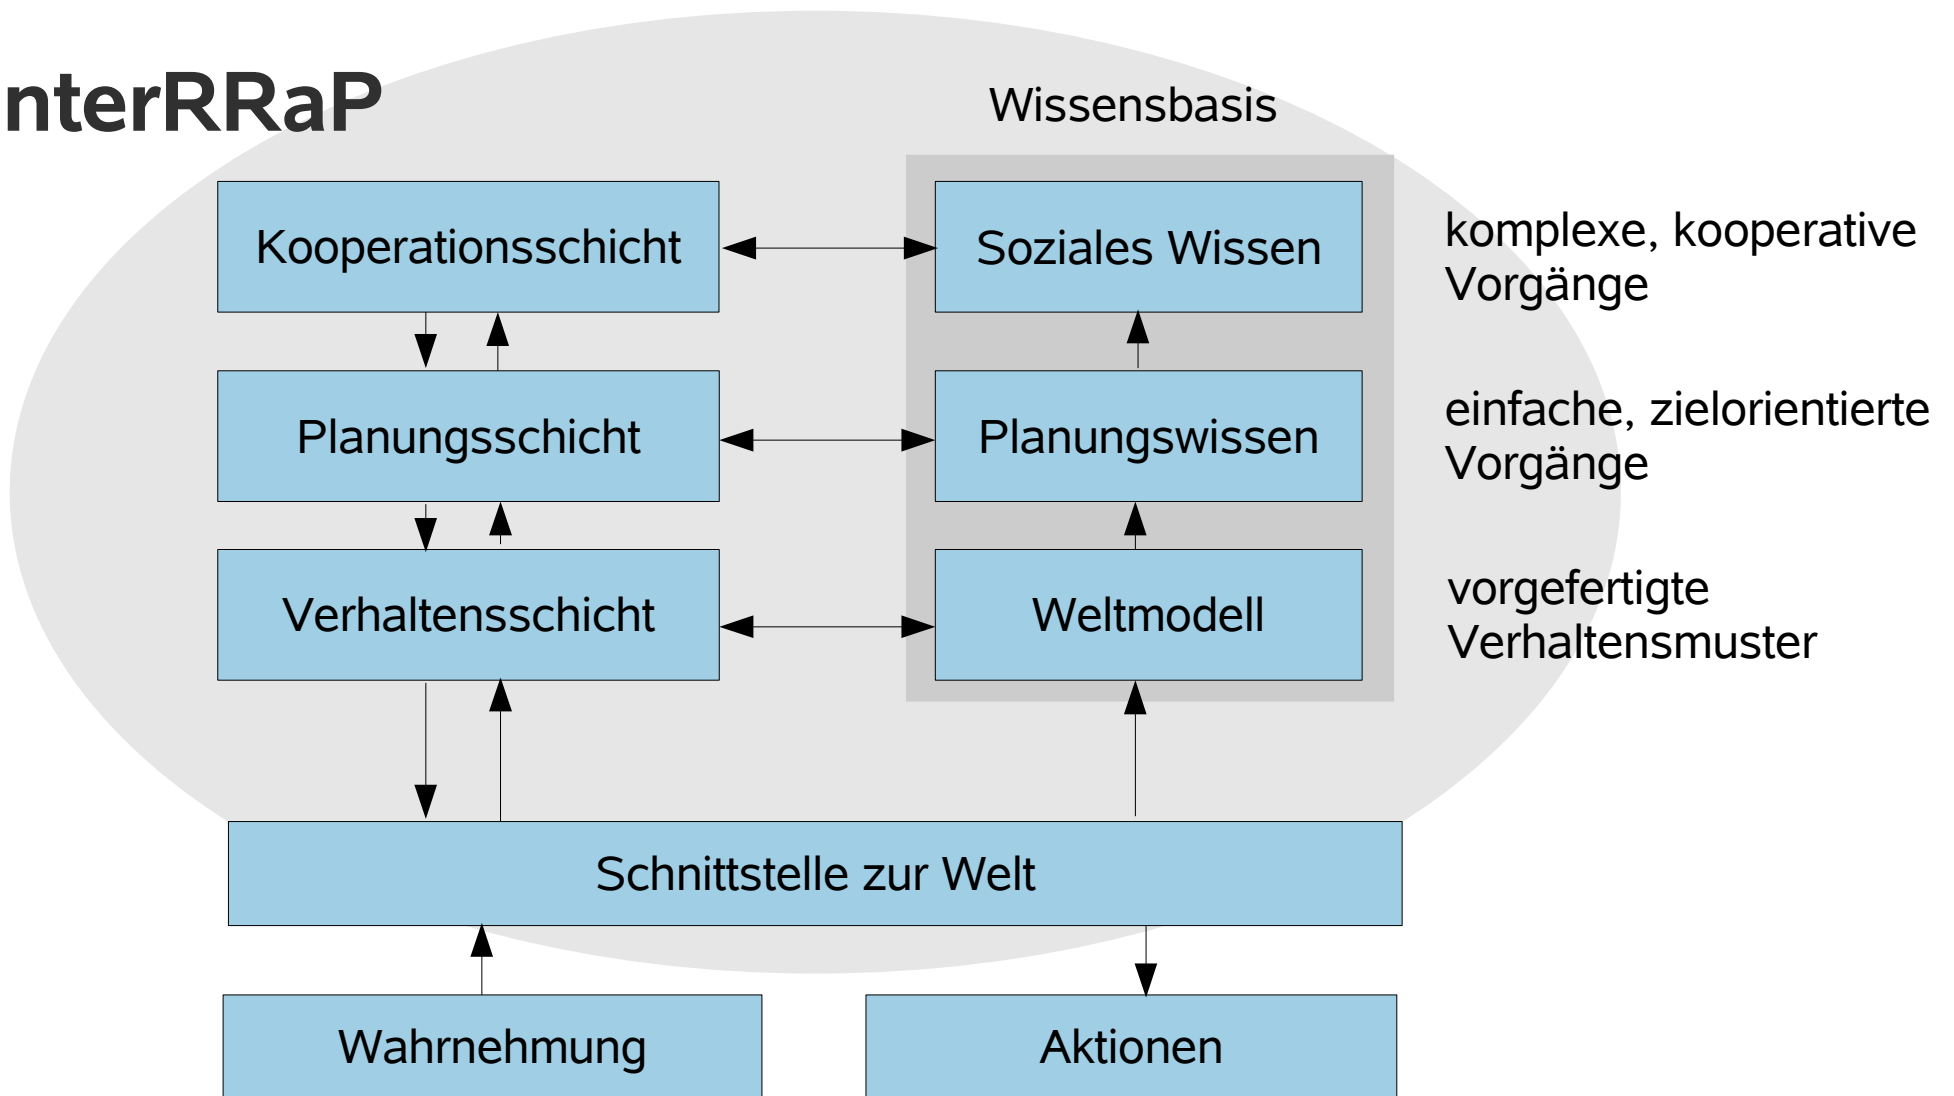 nterRRaP
Wissensbasis
Kooperationsschicht
Soziales Wissen
komplexe, kooperative
Vorgänge
Planungsschicht
Planungswissen
einfache, zielorientierte
Vorgänge
Verhaltensschicht
Weltmodell
vorgefertigte
Verhaltensmuster
Schnittstelle zur Welt
Wahrnehmung
Aktionen